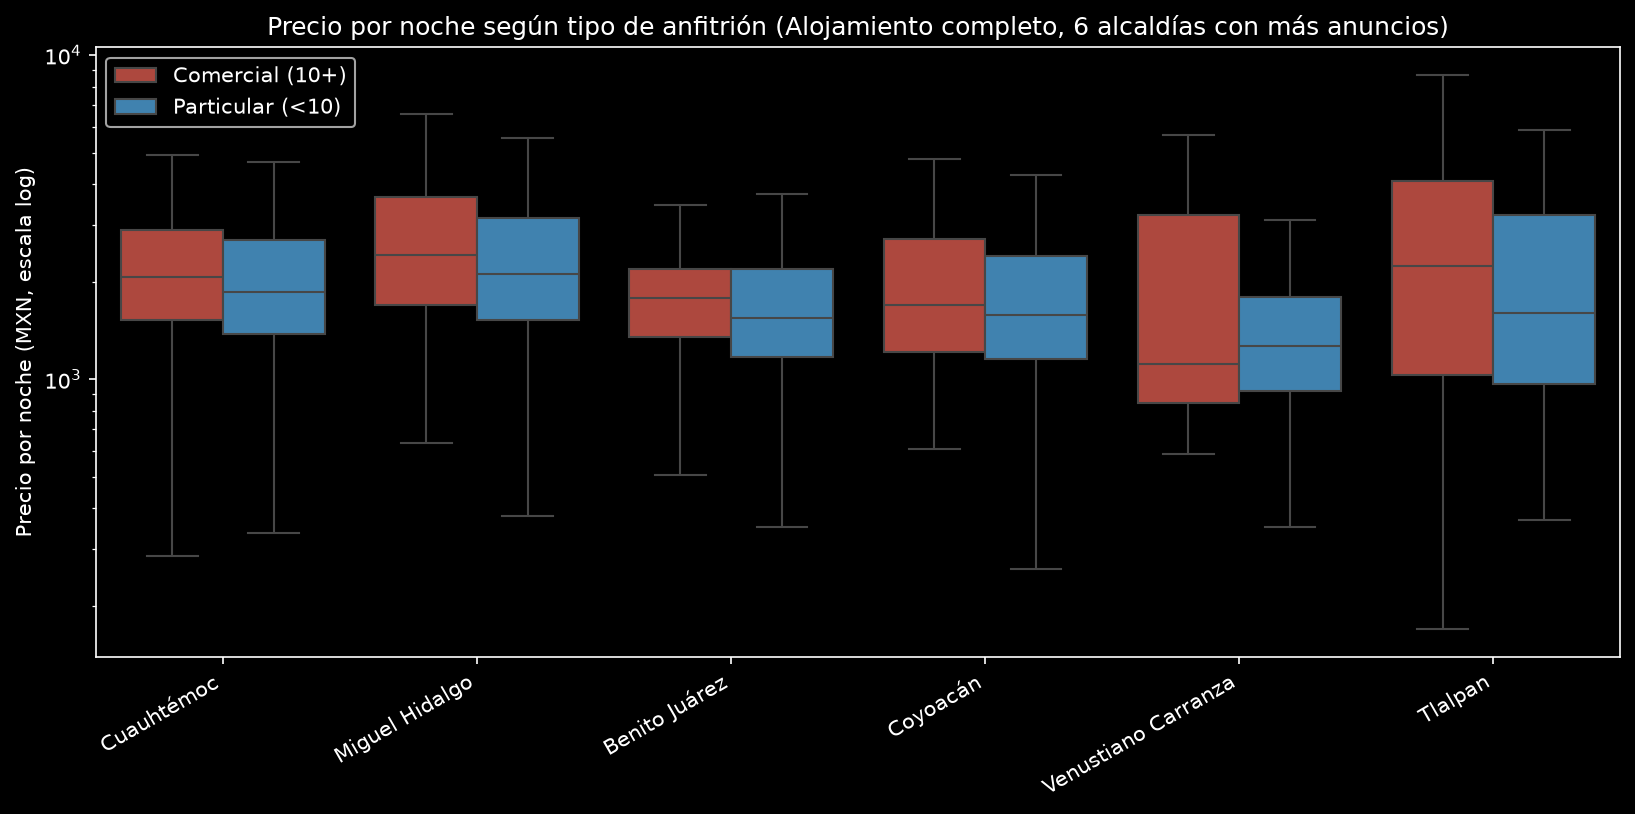 Precio por noche según tipo de anfitrión (Alojamiento completo, 6 alcaldías con más anuncios)
Comercial (10+)
Particular (<10)
Precio por noche (MXN, escala log)
10⁴
10³
Cuauhtémoc
Miguel Hidalgo
Benito Juárez
Coyoacán
Venustiano Carranza
Tlalpan